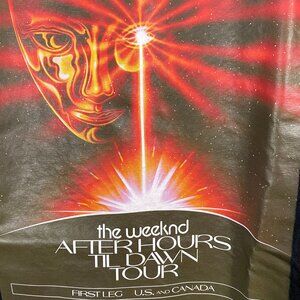 the weeknd
AFTER HOURS
TIL DAWN
TOUR
FIRST LEG U.S. AND CANADA